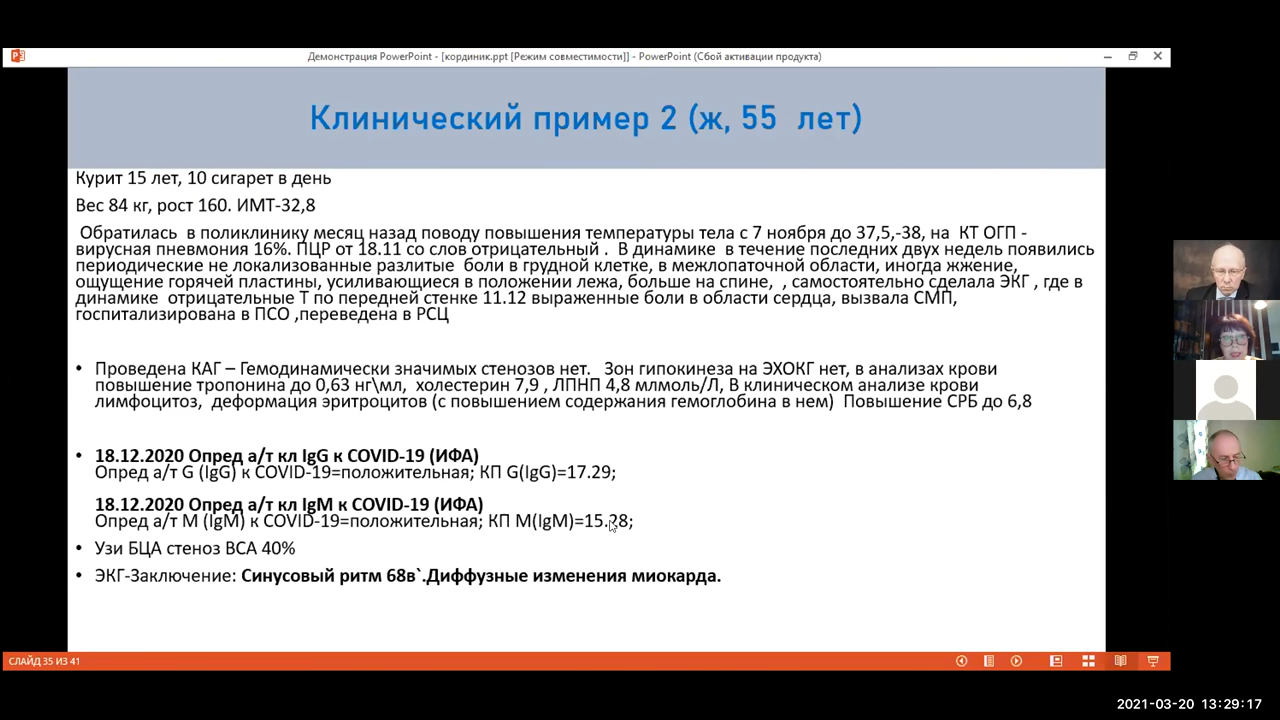 Демонстрация PowerPoint - [кординик.ppt [Режим совместимости]] - PowerPoint (Сбой активации продукта)
Клинический пример 2 (ж, 55 лет)
Курит 15 лет, 10 сигарет в день
Вес 84 кг, рост 160. ИМТ-32,8
Обратилась в поликлинику месяц назад поводу повышения температуры тела с 7 ноября до 37,5,-38, на КТ ОГП -
вирусная пневмония 16%. ПЦР от 18.11 со слов отрицательный . В динамике в течение последних двух недель появились
периодические не локализованные разлитые боли в грудной клетке, в межлопаточной области, иногда жжение,
ощущение горячей пластины, усиливающиеся в положении лежа, больше на спине, , самостоятельно сделала ЭКГ , где в
динамике отрицательные Т по передней стенке 11.12 выраженные боли в области сердца, вызвала СМП,
госпитализирована в ПСО ,переведена в РСЦ
• Проведена КАГ – Гемодинамически значимых стенозов нет. Зон гипокинеза на ЭХОКГ нет, в анализах крови
повышение тропонина до 0,63 нг\мл, холестерин 7,9 , ЛПНП 4,8 млмоль/Л, В клиническом анализе крови
лимфоцитоз, деформация эритроцитов (с повышением содержания гемоглобина в нем) Повышение СРБ до 6,8
• 18.12.2020 Опред а/т кл IgG к COVID-19 (ИФА)
Опред а/т G (IgG) к COVID-19=положительная; КП G(IgG)=17.29;
18.12.2020 Опред а/т кл IgM к COVID-19 (ИФА)
Опред а/т M (IgM) к COVID-19=положительная; КП M(IgM)=15.28;
• Узи БЦА стеноз ВСА 40%
• ЭКГ-Заключение: Синусовый ритм 68в`.Диффузные изменения миокарда.
СЛАЙД 35 ИЗ 41
2021-03-20 13:29:17